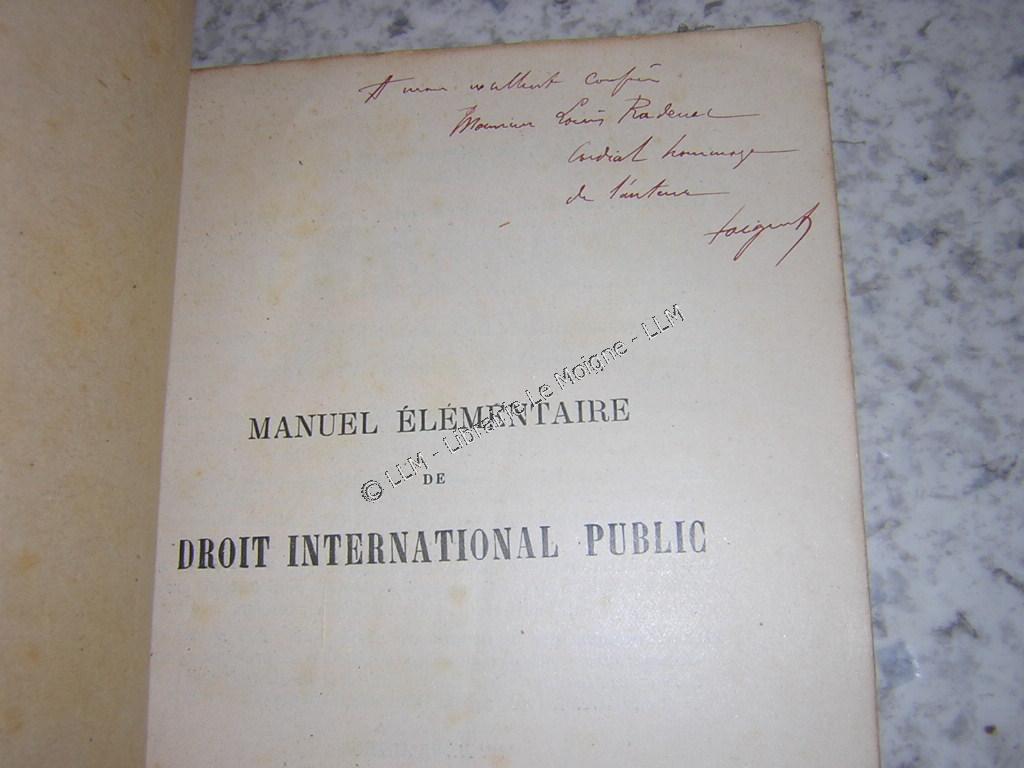 A mon excellent confrère
Monsieur Louis Radenac
cordial hommage
de l'auteur
MANUEL ÉLÉMENTAIRE
DE
DROIT INTERNATIONAL PUBLIC
© LLM - Librairie Le Moigne - LLM